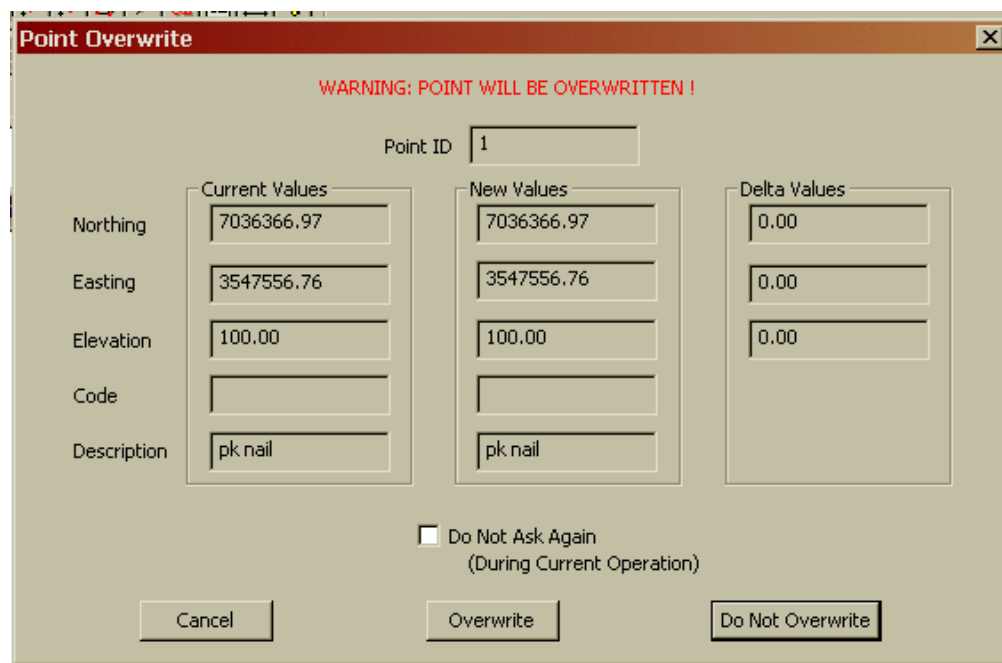 Point Overwrite
WARNING: POINT WILL BE OVERWRITTEN !
Point ID 1
Current Values New Values Delta Values
Northing 7036366.97 7036366.97 0.00
Easting 3547556.76 3547556.76 0.00
Elevation 100.00 100.00 0.00
Code
Description pk nail pk nail
Do Not Ask Again
(During Current Operation)
Cancel Overwrite Do Not Overwrite